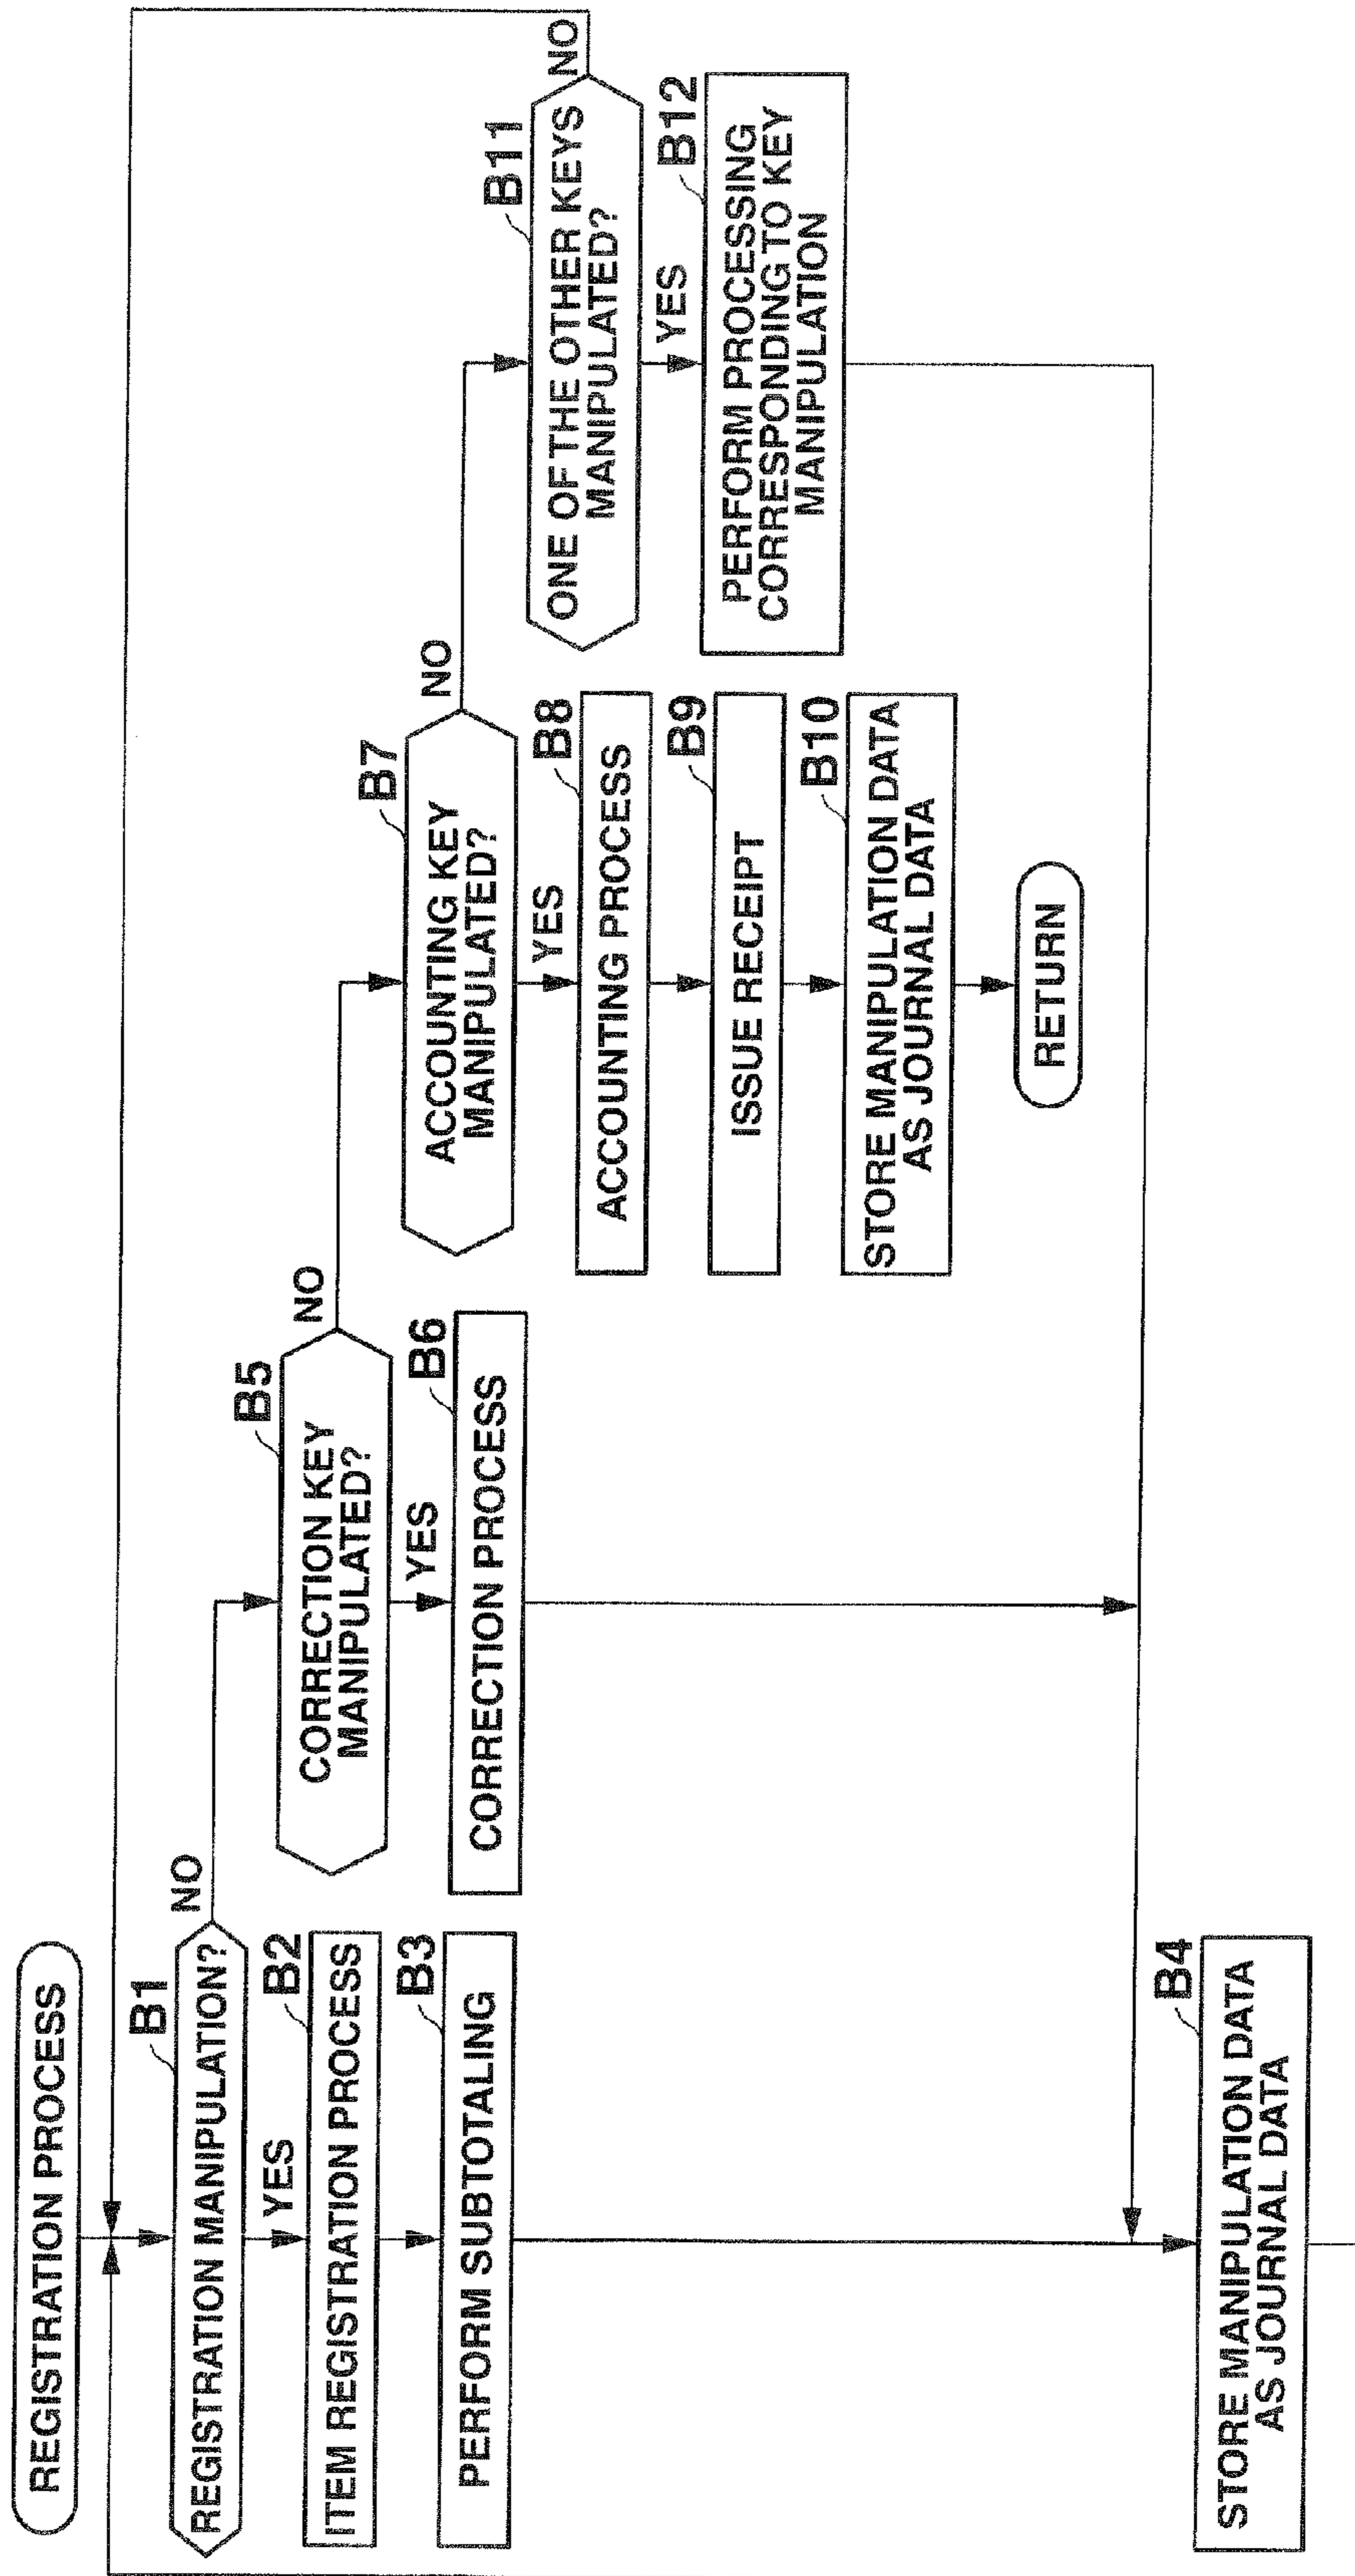 REGISTRATION PROCESS
B1
REGISTRATION MANIPULATION?
NO
YES
B2
ITEM REGISTRATION PROCESS
B3
PERFORM SUBTOTALING
B4
STORE MANIPULATION DATA
AS JOURNAL DATA
B5
CORRECTION KEY
MANIPULATED?
NO
YES
B6
CORRECTION PROCESS
B7
ACCOUNTING KEY
MANIPULATED?
NO
YES
B8
ACCOUNTING PROCESS
B9
ISSUE RECEIPT
B10
STORE MANIPULATION DATA
AS JOURNAL DATA
RETURN
B11
ONE OF THE OTHER KEYS
MANIPULATED?
NO
YES
B12
PERFORM PROCESSING
CORRESPONDING TO KEY
MANIPULATION